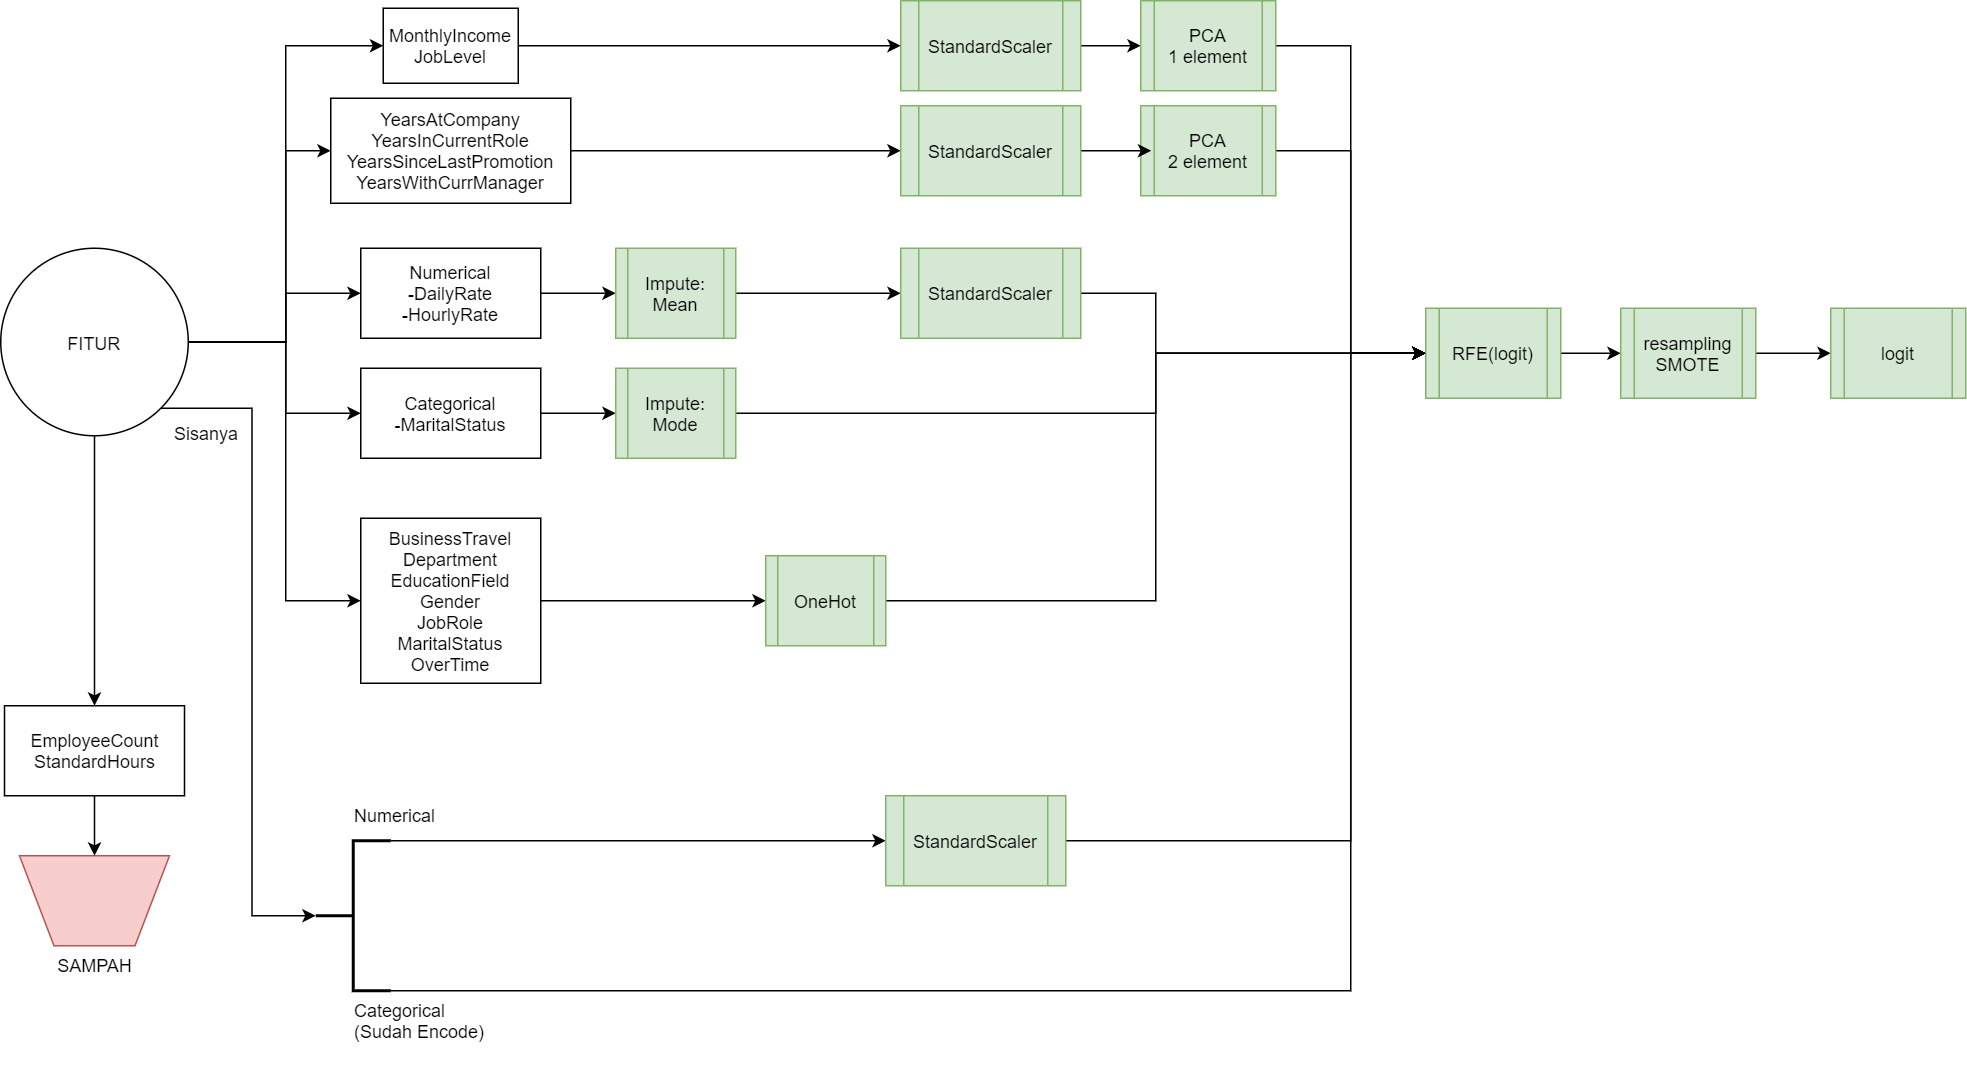 MonthlyIncome
JobLevel
StandardScaler
PCA
1 element
YearsAtCompany
YearsInCurrentRole
YearsSinceLastPromotion
YearsWithCurrManager
StandardScaler
PCA
2 element
FITUR
Numerical
-DailyRate
-HourlyRate
Impute:
Mean
StandardScaler
Categorical
-MaritalStatus
Impute:
Mode
RFE(logit)
resampling
SMOTE
logit
Sisanya
BusinessTravel
Department
EducationField
Gender
JobRole
MaritalStatus
OverTime
OneHot
EmployeeCount
StandardHours
SAMPAH
Numerical
StandardScaler
Categorical
(Sudah Encode)